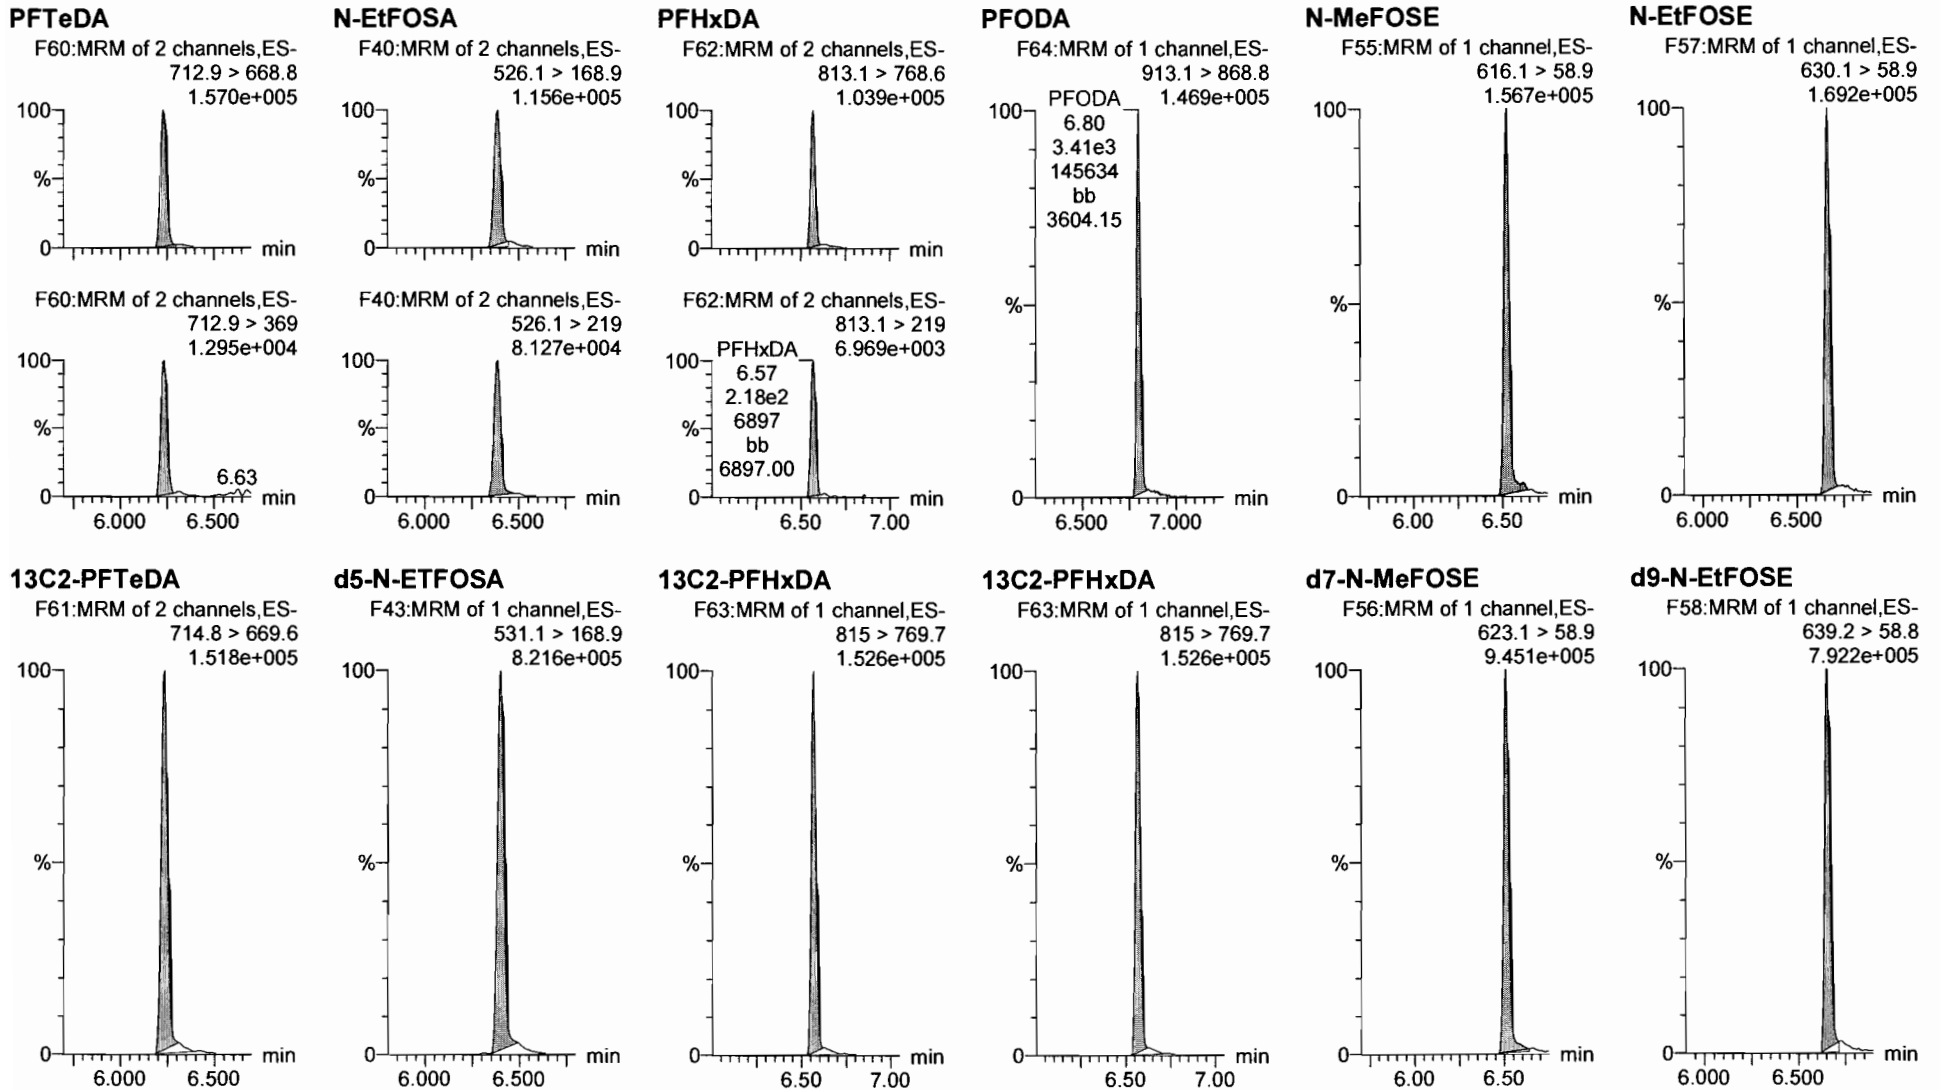 PFTeDA
F60:MRM of 2 channels,ES-
712.9 > 668.8
1.570e+005
100
%
0
min
F60:MRM of 2 channels,ES-
712.9 > 369
1.295e+004
100
%
6.63
0
min
6.000 6.500
N-EtFOSA
F40:MRM of 2 channels,ES-
526.1 > 168.9
1.156e+005
100
%
0
min
F40:MRM of 2 channels,ES-
526.1 > 219
8.127e+004
100
%
0
min
6.000 6.500
PFHxDA
F62:MRM of 2 channels,ES-
813.1 > 768.6
1.039e+005
100
%
0
min
F62:MRM of 2 channels,ES-
813.1 > 219
6.969e+003
100
PFHxDA
6.57
2.18e2
6897
bb
6897.00
%
0
min
6.50 7.00
PFODA
F64:MRM of 1 channel,ES-
913.1 > 868.8
1.469e+005
100
PFODA
6.80
3.41e3
145634
bb
3604.15
%
0
min
6.500 7.000
N-MeFOSE
F55:MRM of 1 channel,ES-
616.1 > 58.9
1.567e+005
100
%
0
min
6.00 6.50
N-EtFOSE
F57:MRM of 1 channel,ES-
630.1 > 58.9
1.692e+005
100
%
0
min
6.000 6.500
13C2-PFTeDA
F61:MRM of 2 channels,ES-
714.8 > 669.6
1.518e+005
100
%
0
min
6.000 6.500
d5-N-ETFOSA
F43:MRM of 1 channel,ES-
531.1 > 168.9
8.216e+005
100
%
0
min
6.000 6.500
13C2-PFHxDA
F63:MRM of 1 channel,ES-
815 > 769.7
1.526e+005
100
%
0
min
6.50 7.00
13C2-PFHxDA
F63:MRM of 1 channel,ES-
815 > 769.7
1.526e+005
100
%
0
min
6.50 7.00
d7-N-MeFOSE
F56:MRM of 1 channel,ES-
623.1 > 58.9
9.451e+005
100
%
0
min
6.00 6.50
d9-N-EtFOSE
F58:MRM of 1 channel,ES-
639.2 > 58.8
7.922e+005
100
%
0
min
6.000 6.500